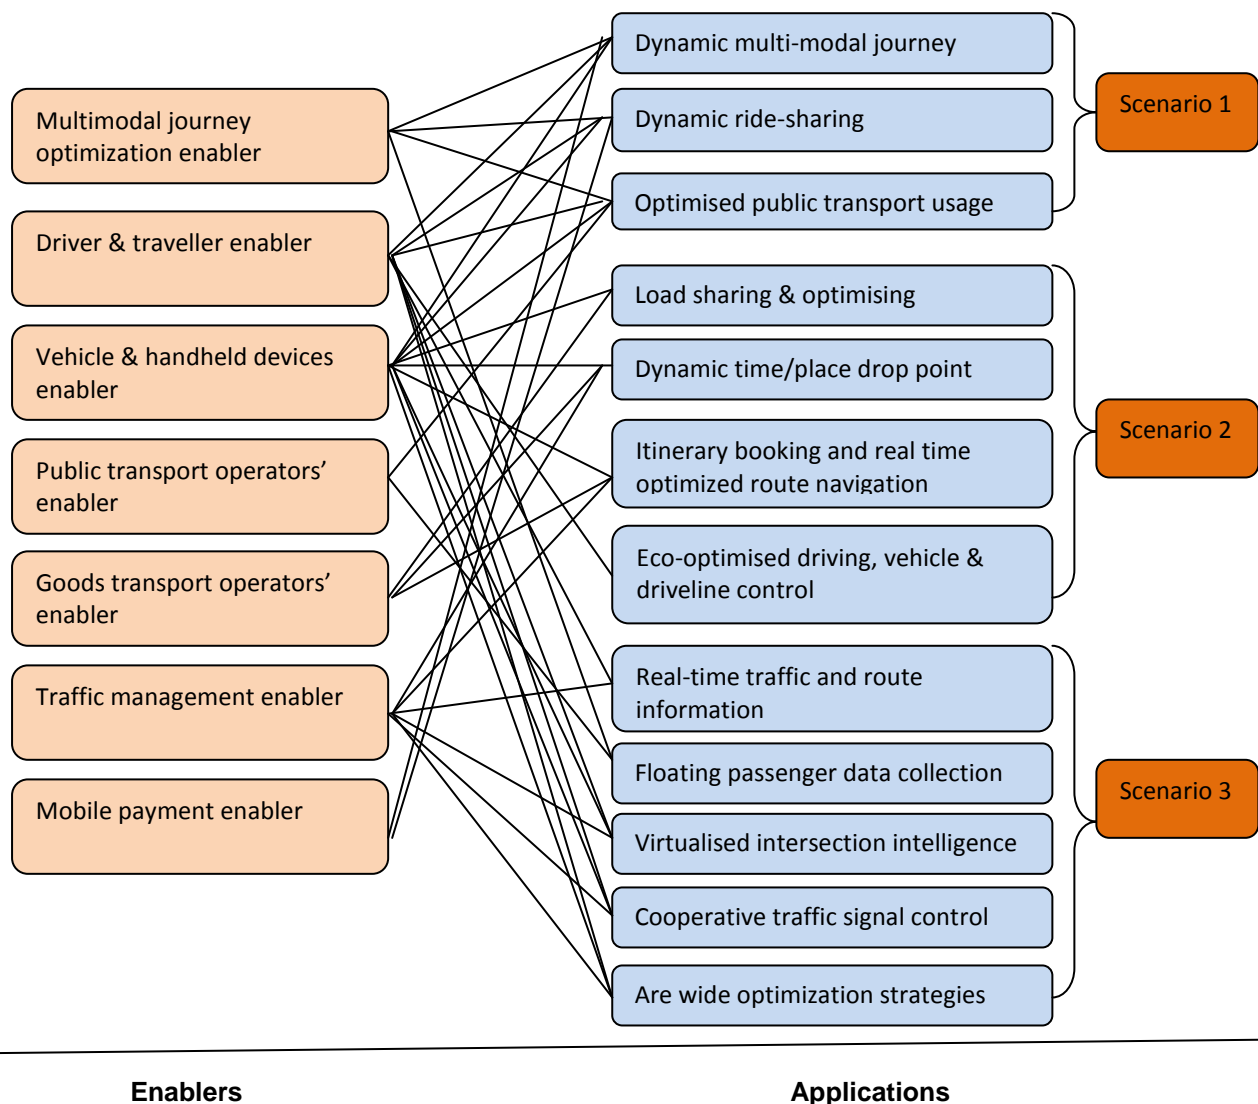 Multimodal journey
optimization enabler
Driver & traveller enabler
Vehicle & handheld devices
enabler
Public transport operators’
enabler
Goods transport operators’
enabler
Traffic management enabler
Mobile payment enabler
Dynamic multi-modal journey
Dynamic ride-sharing
Optimised public transport usage
Load sharing & optimising
Dynamic time/place drop point
Itinerary booking and real time
optimized route navigation
Eco-optimised driving, vehicle &
driveline control
Real-time traffic and route
information
Floating passenger data collection
Virtualised intersection intelligence
Cooperative traffic signal control
Are wide optimization strategies
Scenario 1
Scenario 2
Scenario 3
Enablers
Applications